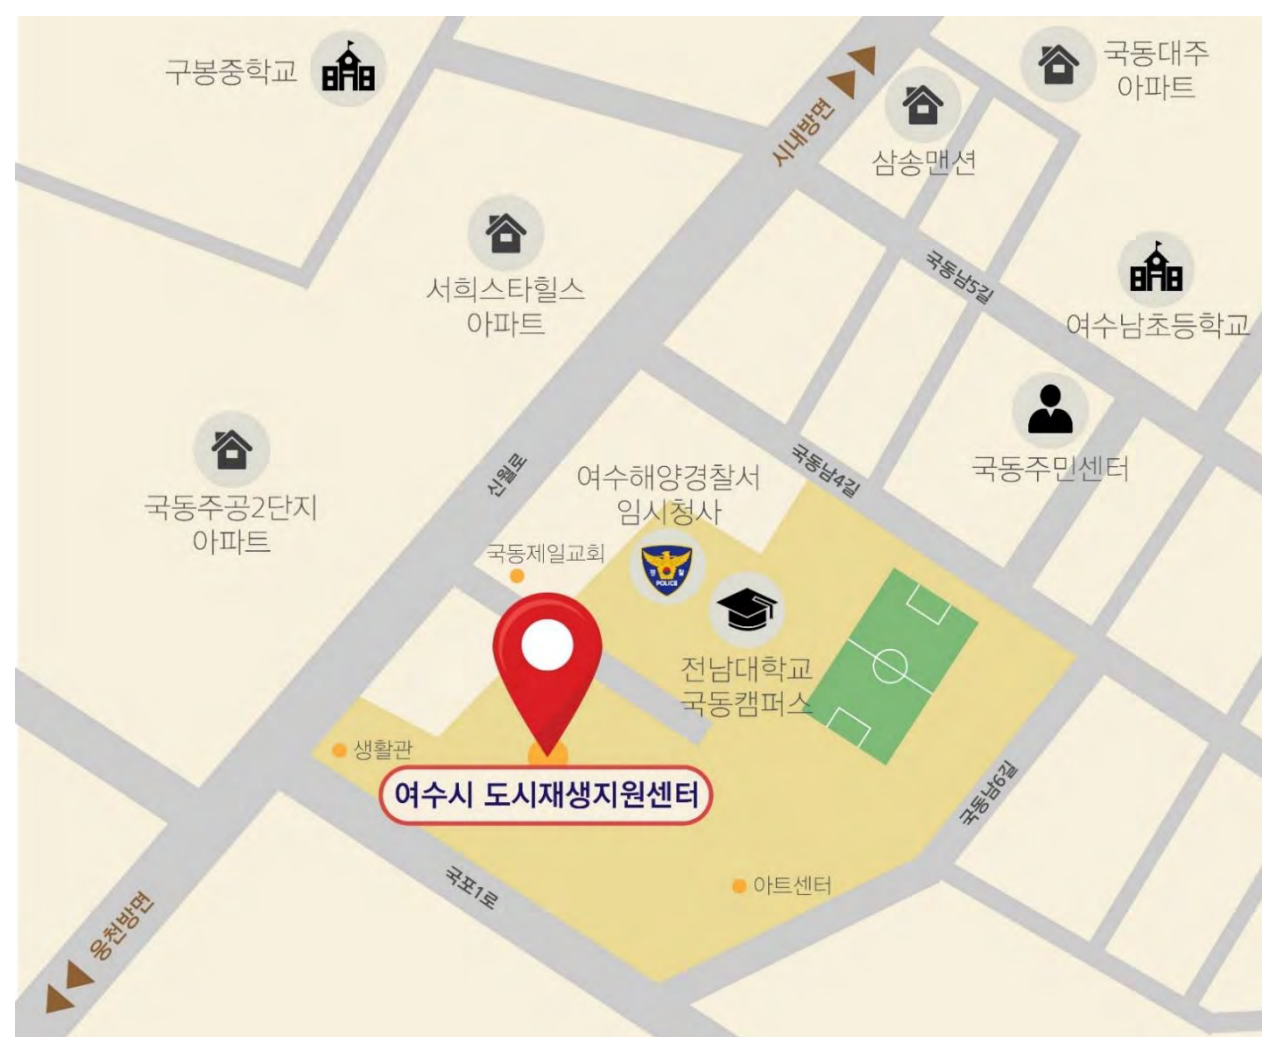 구봉중학교
국동대주
아파트
시내방면
삼송맨션
서희스타힐스
아파트
국동남5길
여수남초등학교
국동주공2단지
아파트
신월로
여수해양경찰서
임시청사
국동남4길
국동주민센터
국동제일교회
경찰
POLICE
전남대학교
국동캠퍼스
생활관
여수시 도시재생지원센터
국동남9길
국포1로
아트센터
웅천방면